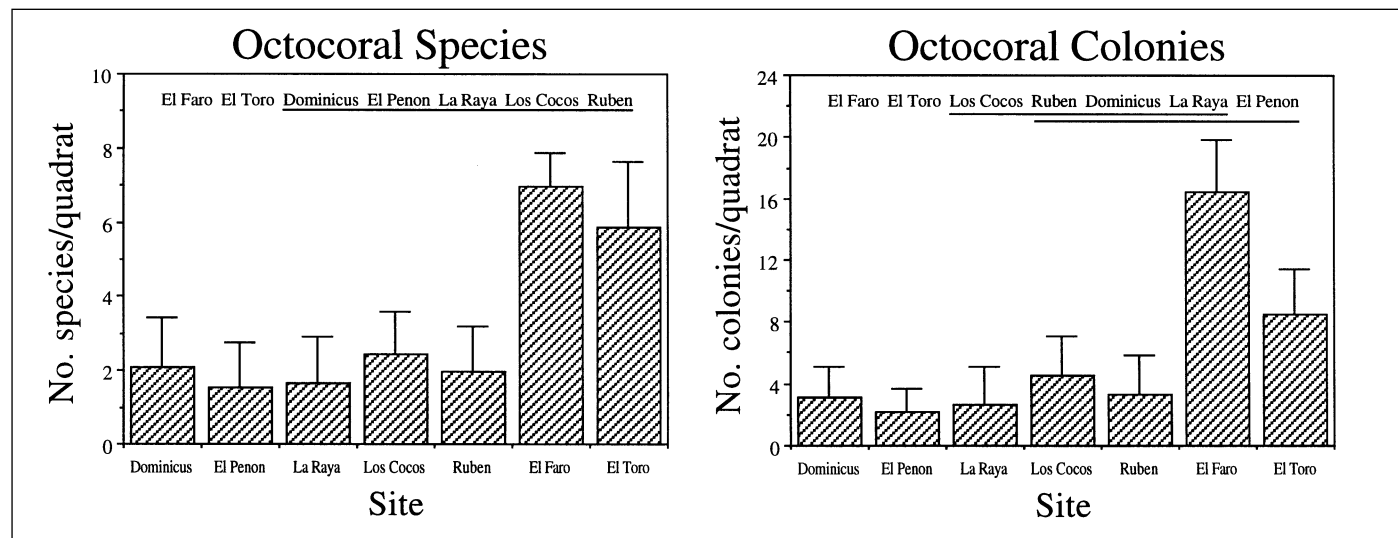 Octocoral Species
No. species/quadrat
10
8
6
4
2
0
El Faro El Toro Dominicus El Penon La Raya Los Cocos Ruben
Dominicus El Penon La Raya Los Cocos Ruben El Faro El Toro
Site
Octocoral Colonies
No. colonies/quadrat
24
20
16
12
8
4
0
El Faro El Toro Los Cocos Ruben Dominicus La Raya El Penon
Dominicus El Penon La Raya Los Cocos Ruben El Faro El Toro
Site